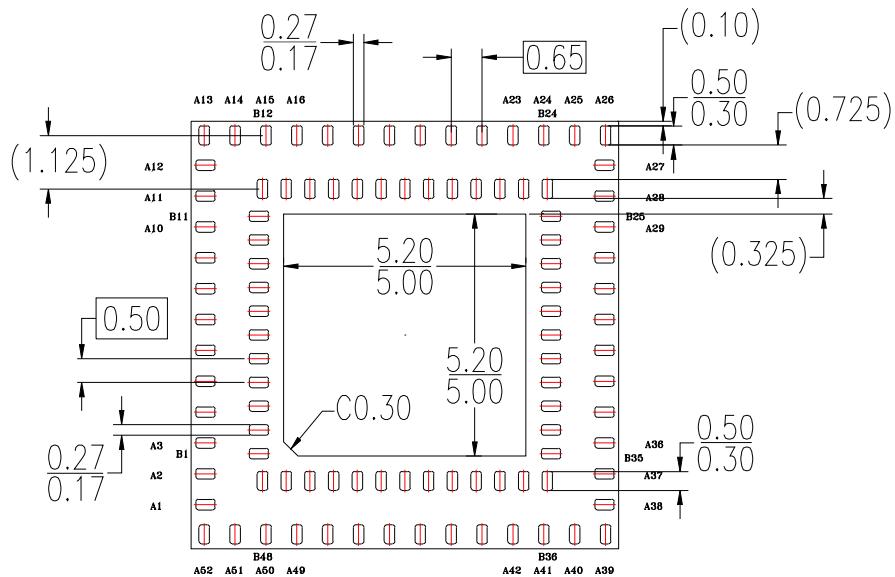 0.27
0.17
0.65
(0.10)
0.50
0.30
(0.725)
A13 A14 A15 A16 A23 A24 A25 A26
B12 B24
(1.125)
A12 A27
A11 A28
B11 B25
A10 A29
(0.325)
5.20
5.00
0.50
5.20
5.00
C0.30
0.50
0.30
A3 A36
B1 B35
0.27
0.17
A2 A37
A1 A38
B48 B36
A52 A51 A50 A49 A42 A41 A40 A39